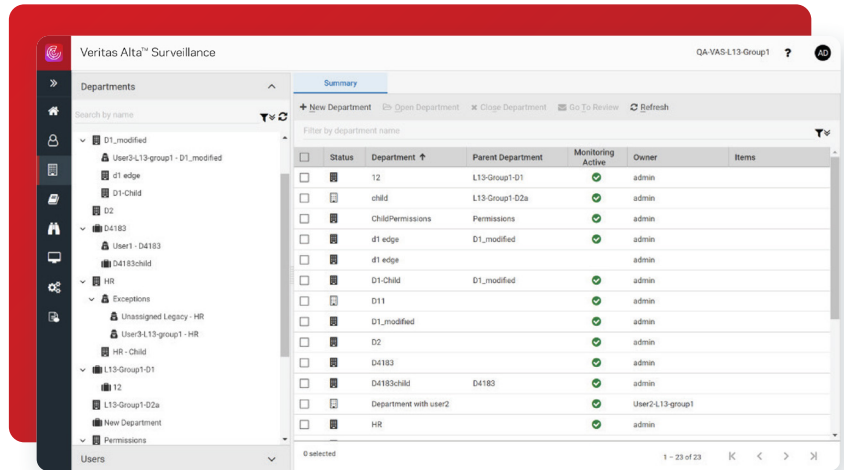 Veritas Alta™ Surveillance
QA-VAS-L13-Group1 ? AD
Departments
Search by name
D1_modified
User3-L13-group1 - D1_modified
d1 edge
D1-Child
D2
D4183
User1 - D4183
D4183child
HR
Exceptions
Unassigned Legacy - HR
User3-L13-group1 - HR
HR - Child
L13-Group1-D1
12
L13-Group1-D2a
New Department
Permissions
Users
Summary
New Department Open Department Close Department Go To Review Refresh
Filter by department name
Status Department Parent Department Monitoring Active Owner Items
12 L13-Group1-D1 admin
child L13-Group1-D2a admin
ChildPermissions Permissions admin
d1 edge D1_modified admin
d1 edge admin
D1-Child D1_modified admin
D11 admin
D1_modified admin
D2 admin
D4183 admin
D4183child D4183 admin
Department with user2 User2-L13-group1
HR admin
0 selected
1 – 23 of 23